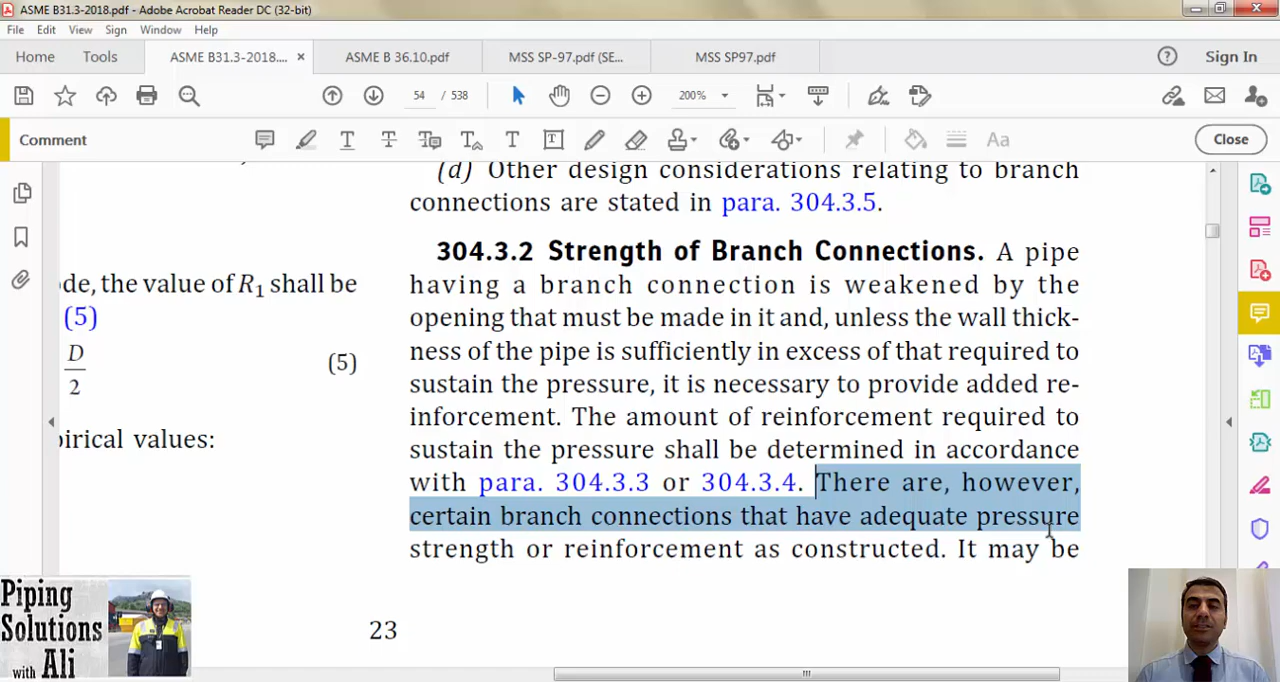 ASME B31.3-2018.pdf - Adobe Acrobat Reader DC (32-bit)
File Edit View Sign Window Help
Home Tools ASME B31.3-2018.... × ASME B 36.10.pdf MSS SP-97.pdf (SE... MSS SP97.pdf Sign In
54 / 538 200%
Comment Close
(d) Other design considerations relating to branch
connections are stated in para. 304.3.5.
304.3.2 Strength of Branch Connections. A pipe
having a branch connection is weakened by the
opening that must be made in it and, unless the wall thick-
ness of the pipe is sufficiently in excess of that required to
sustain the pressure, it is necessary to provide added re-
inforcement. The amount of reinforcement required to
sustain the pressure shall be determined in accordance
with para. 304.3.3 or 304.3.4. There are, however,
certain branch connections that have adequate pressure
strength or reinforcement as constructed. It may be
ode, the value of R1 shall be
(5)
D
2
(5)
pirical values:
23
Piping
Solutions
with Ali